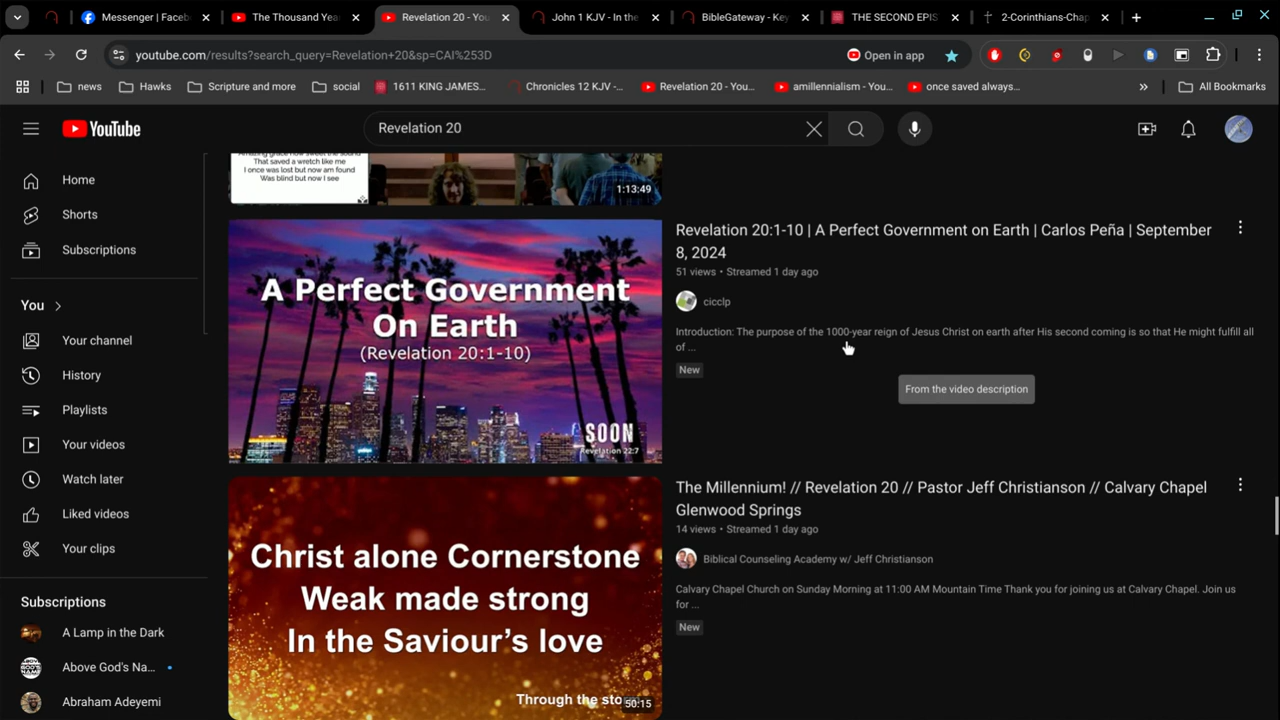 Messenger | Faceb
The Thousand Year
Revelation 20 - You
John 1 KJV - In the
BibleGateway - Key
THE SECOND EPIS
2-Corinthians-Chap
youtube.com/results?search_query=Revelation+20&sp=CAI%253D
Open in app
news
Hawks
Scripture and more
social
1611 KING JAMES...
Chronicles 12 KJV -...
Revelation 20 - You...
amillennialism - You...
once saved always...
All Bookmarks
YouTube
Revelation 20
Home
Shorts
Subscriptions
You
Your channel
History
Playlists
Your videos
Watch later
Liked videos
Your clips
Subscriptions
A Lamp in the Dark
Above God's Na...
Abraham Adeyemi
That saved a wretch like me
I once was lost but now am found
Was blind but now I see
1:13:49
A Perfect Government
On Earth
(Revelation 20:1-10)
SOON
Revelation 22:7
Revelation 20:1-10 | A Perfect Government on Earth | Carlos Peña | September
8, 2024
51 views • Streamed 1 day ago
cicclp
Introduction: The purpose of the 1000-year reign of Jesus Christ on earth after His second coming is so that He might fulfill all
of ...
New
From the video description
Christ alone Cornerstone
Weak made strong
In the Saviour's love
Through the sto
50:15
The Millennium! // Revelation 20 // Pastor Jeff Christianson // Calvary Chapel
Glenwood Springs
14 views • Streamed 1 day ago
Biblical Counseling Academy w/ Jeff Christianson
Calvary Chapel Church on Sunday Morning at 11:00 AM Mountain Time Thank you for joining us at Calvary Chapel. Join us
for ...
New